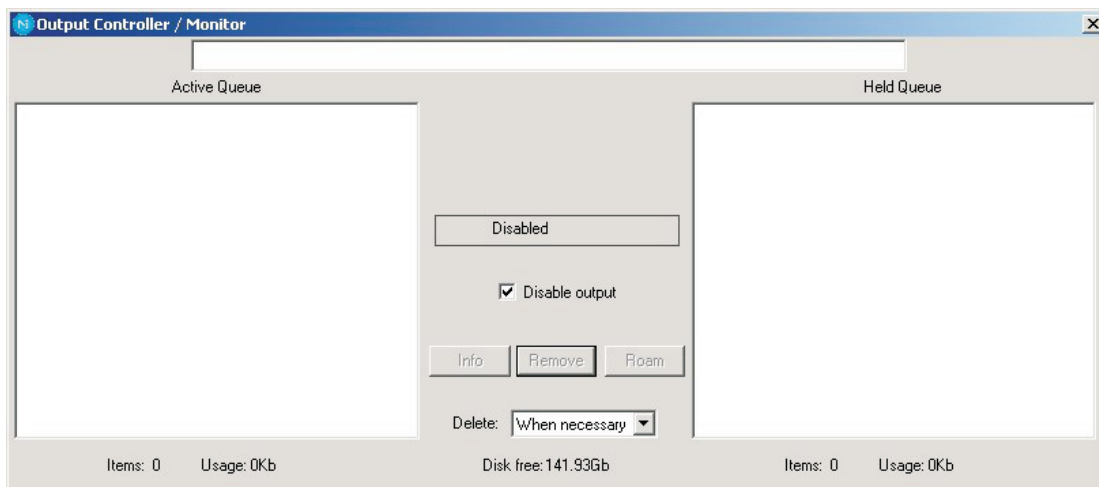 Output Controller / Monitor
Active Queue
Held Queue
Disabled
Disable output
Info
Remove
Roam
Delete: When necessary
Items: 0 Usage: 0Kb
Disk free: 141.93Gb
Items: 0 Usage: 0Kb